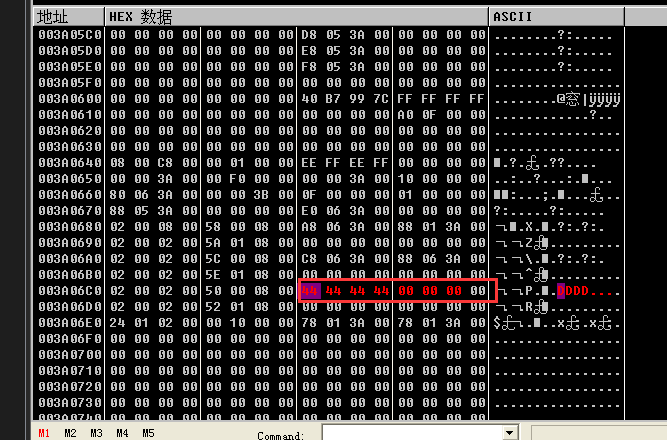 地址 HEX 数据 ASCII
003A05C0 00 00 00 00 00 00 00 00 D8 05 3A 00 00 00 00 00 ........?:.....
003A05D0 00 00 00 00 00 00 00 00 E8 05 3A 00 00 00 00 00 ........?:.....
003A05E0 00 00 00 00 00 00 00 00 F8 05 3A 00 00 00 00 00 ........?:.....
003A05F0 00 00 00 00 00 00 00 00 00 00 00 00 00 00 00 00 ................
003A0600 00 00 00 00 00 00 00 00 40 B7 99 7C FF FF FF FF ........@窓|ÿÿÿÿ
003A0610 00 00 00 00 00 00 00 00 00 00 00 00 A0 0F 00 00 ............?..
003A0620 00 00 00 00 00 00 00 00 00 00 00 00 00 00 00 00 ................
003A0630 00 00 00 00 00 00 00 00 00 00 00 00 00 00 00 00 ................
003A0640 08 00 C8 00 00 01 00 00 EE FF EE FF 00 00 00 00
003A0650 00 00 3A 00 00 F0 00 00 00 00 3A 00 10 00 00 00
003A0660 80 06 3A 00 00 00 3B 00 0F 00 00 00 01 00 00 00
003A0670 88 05 3A 00 00 00 00 00 E0 06 3A 00 00 00 00 00 ?:.....?:.....
003A0680 02 00 08 00 58 00 08 00 A8 06 3A 00 88 01 3A 00
003A0690 02 00 02 00 5A 01 08 00 00 00 00 00 00 00 00 00
003A06A0 02 00 02 00 5C 00 08 00 C8 06 3A 00 88 06 3A 00
003A06B0 02 00 02 00 5E 01 08 00 00 00 00 00 00 00 00 00
003A06C0 02 00 02 00 50 00 08 00 44 44 44 44 00 00 00 0 DDDD....
003A06D0 02 00 02 00 52 01 08 00 00 00 00 00 00 00 00 00
003A06E0 24 01 02 00 00 10 00 00 78 01 3A 00 78 01 3A 00
003A06F0 00 00 00 00 00 00 00 00 00 00 00 00 00 00 00 00 ................
003A0700 00 00 00 00 00 00 00 00 00 00 00 00 00 00 00 00 ................
003A0710 00 00 00 00 00 00 00 00 00 00 00 00 00 00 00 00 ................
003A0720 00 00 00 00 00 00 00 00 00 00 00 00 00 00 00 00 ................
003A0730 00 00 00 00 00 00 00 00 00 00 00 00 00 00 00 00 ................
003A0740 00 00 00 00 00 00 00 00 00 00 00 00 00 00 00 00 ................
M1 M2 M3 M4 M5 Command: